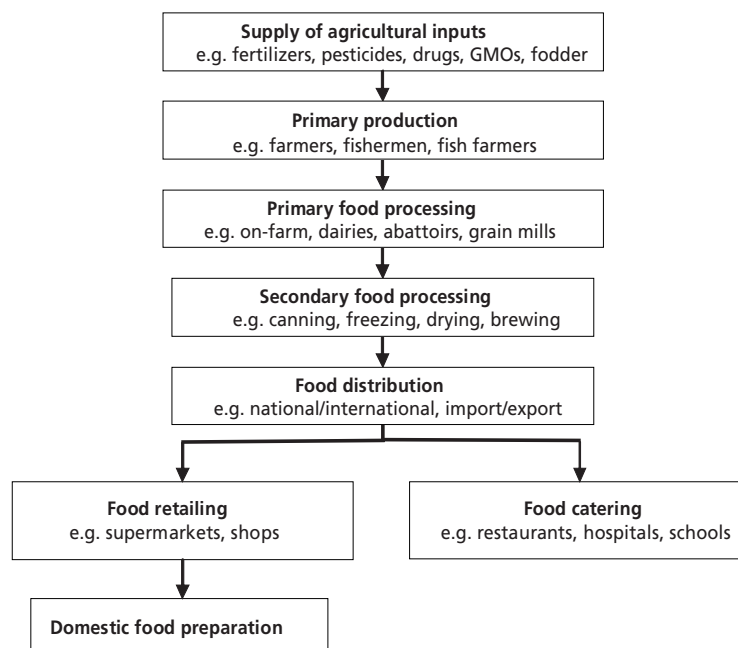 Supply of agricultural inputs
e.g. fertilizers, pesticides, drugs, GMOs, fodder
Primary production
e.g. farmers, fishermen, fish farmers
Primary food processing
e.g. on-farm, dairies, abattoirs, grain mills
Secondary food processing
e.g. canning, freezing, drying, brewing
Food distribution
e.g. national/international, import/export
Food retailing
e.g. supermarkets, shops
Food catering
e.g. restaurants, hospitals, schools
Domestic food preparation